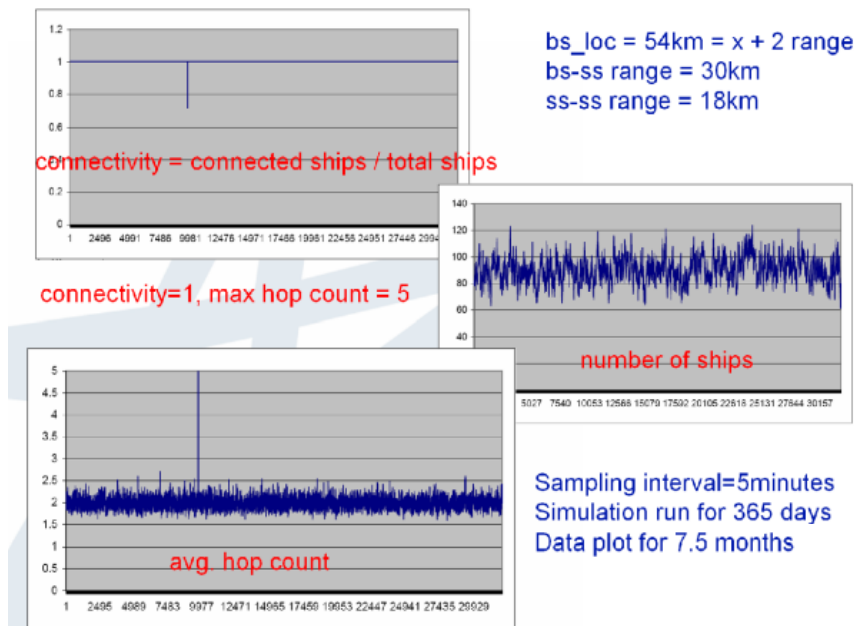 1.2
1
0.8
0.6
0.4
0.2
0
1 2496 4991 7486 9981 12476 14971 17466 19961 22456 24951 27446
connectivity = connected ships / total ships
bs_loc = 54km = x + 2 range
bs-ss range = 30km
ss-ss range = 18km
connectivity=1, max hop count = 5
140
120
100
80
60
40
number of ships
5027 7540 10053 12566 15079 17592 20105 22618 25131 27644 30157
5
4.5
4
3.5
3
2.5
2
1.5
1
0.5
0
avg. hop count
1 2495 4989 7483 9977 12471 14965 17459 19953 22447 24941 27435 29929
Sampling interval=5minutes
Simulation run for 365 days
Data plot for 7.5 months